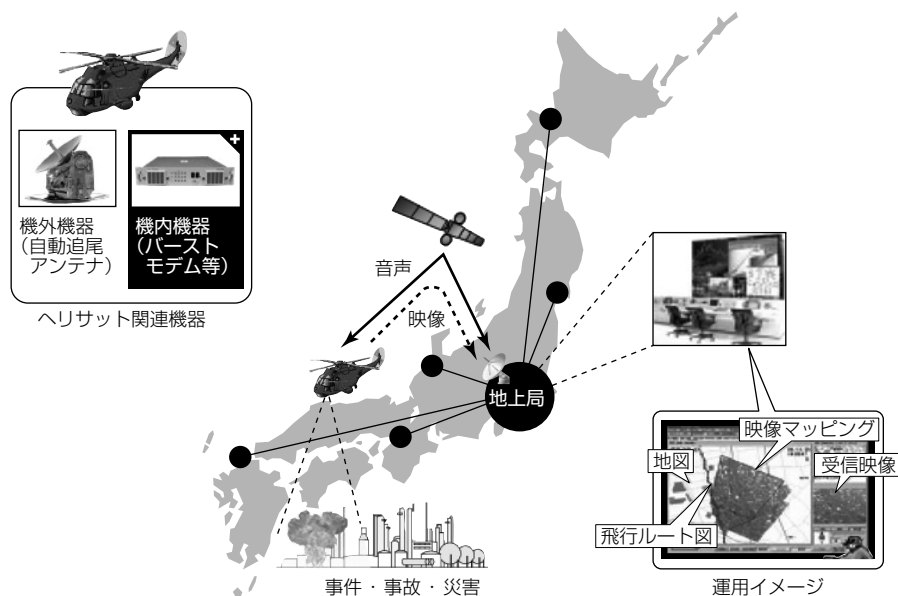 機外機器
（自動追尾
アンテナ）
機内機器
（バースト
モデム等）
ヘリサット関連機器
音声
映像
地上局
事件・事故・災害
映像マッピング
地図
受信映像
飛行ルート図
運用イメージ